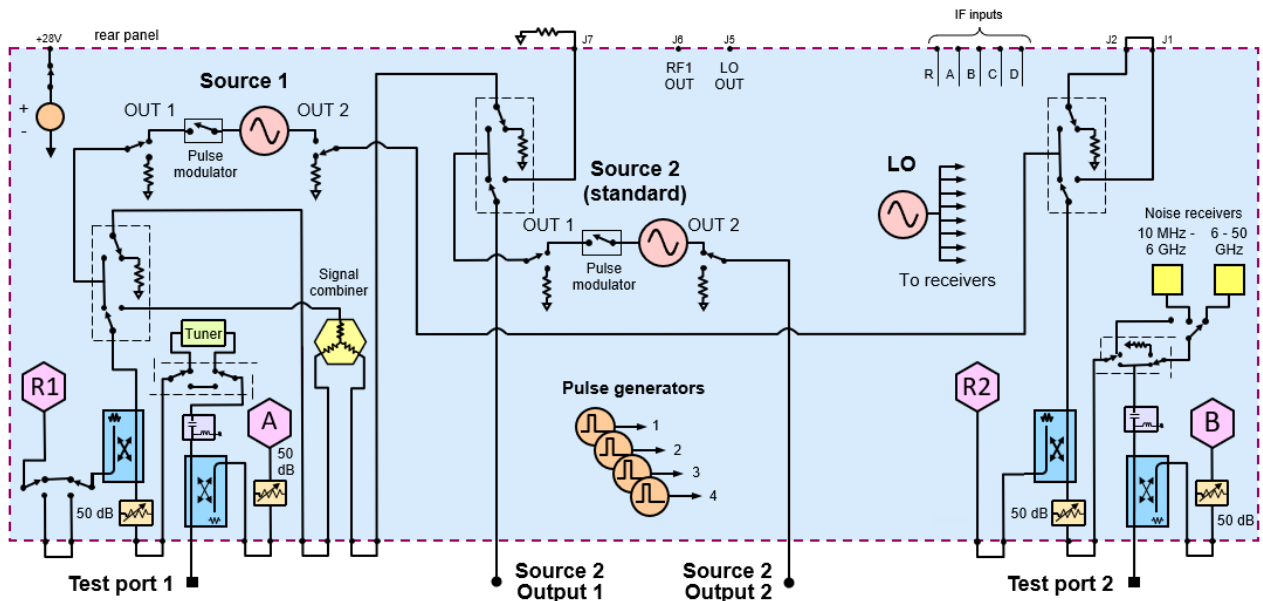 +28V
rear panel
J7
J6
J5
IF inputs
J2
J1
RF1
OUT
LO
OUT
R
A
B
C
D
Source 1
+
-
OUT 1
OUT 2
Pulse
modulator
Source 2
(standard)
OUT 1
OUT 2
Pulse
modulator
LO
To receivers
Noise receivers
10 MHz -
6 GHz
6 - 50
GHz
Signal
combiner
Tuner
R1
A
50
dB
50 dB
Pulse generators
1
2
3
4
R2
B
50 dB
50 dB
Test port 1
Source 2
Output 1
Source 2
Output 2
Test port 2